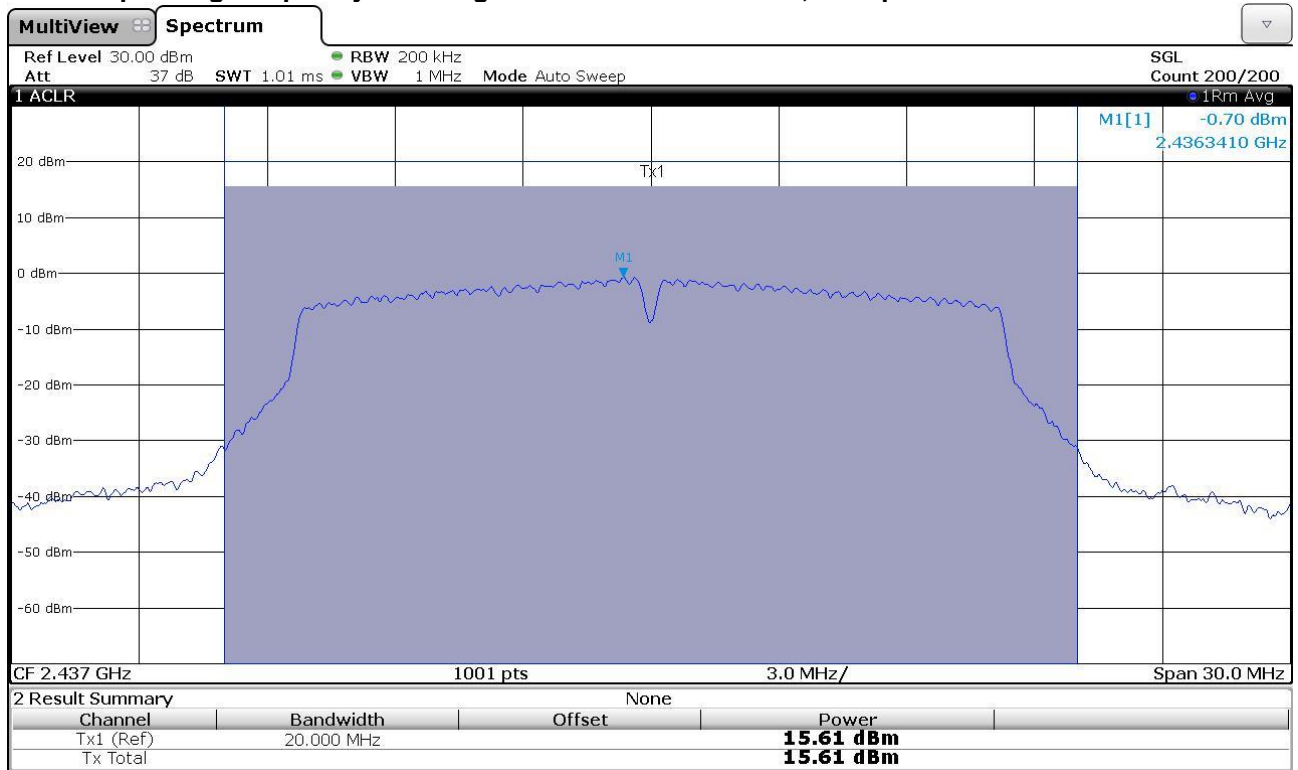 MultiView Spectrum
Ref Level 30.00 dBm RBW 200 kHz SGL
Att 37 dB SWT 1.01 ms VBW 1 MHz Mode Auto Sweep Count 200/200
1 ACLR 1Rm Avg
M1[1] -0.70 dBm
2.4363410 GHz
20 dBm
Tx1
10 dBm
M1
0 dBm
-10 dBm
-20 dBm
-30 dBm
-40 dBm
-50 dBm
-60 dBm
CF 2.437 GHz 1001 pts 3.0 MHz/ Span 30.0 MHz
2 Result Summary None
Channel Bandwidth Offset Power
Tx1 (Ref) 20.000 MHz 15.61 dBm
Tx Total 15.61 dBm